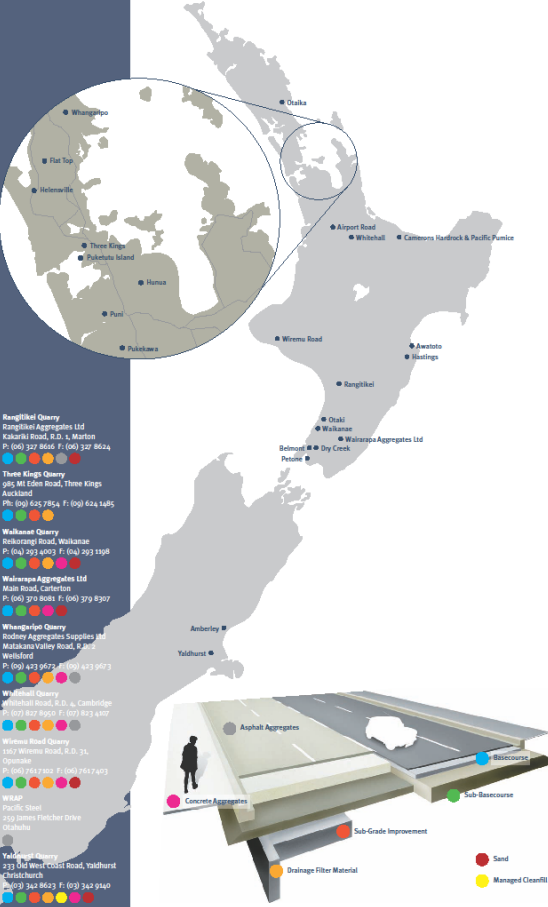 Otaika
Whangaripo
Flat Top
Helensville
Three Kings
Puketutu Island
Hunua
Puni
Pukekawa
Airport Road
Whitehall
Camerons Hardrock & Pacific Pumice
Wiremu Road
Awatoto
Hastings
Rangitikei
Otaki
Waikanae
Wairarapa Aggregates Ltd
Belmont
Dry Creek
Petone
Amberley
Yaldhurst
Rangitikei Quarry
Rangitikei Aggregates Ltd
Kakariki Road, R.D. 1, Marton
P: (06) 327 8616 F: (06) 327 8624
Three Kings Quarry
985 Mt Eden Road, Three Kings
Auckland
Ph: (09) 625 7854 F: (09) 624 1485
Waikanae Quarry
Reikorangi Road, Waikanae
P: (04) 293 4003 F: (04) 293 1198
Wairarapa Aggregates Ltd
Main Road, Carterton
P: (06) 370 8081 F: (06) 379 8307
Whangaripo Quarry
Rodney Aggregates Supplies Ltd
Matakana Valley Road, R.D. 2
Wellsford
P: (09) 423 9672 F: (09) 423 9673
Whitehall Quarry
Whitehall Road, R.D. 4, Cambridge
P: (07) 827 8950 F: (07) 823 4107
Wiremu Road Quarry
1167 Wiremu Road, R.D. 31,
Opunake
P: (06) 761 7102 F: (06) 761 7403
WRAP
Pacific Steel
259 James Fletcher Drive
Otahuhu
Yaldhurst Quarry
233 Old West Coast Road, Yaldhurst
Christchurch
P: (03) 342 8623 F: (03) 342 9140
Asphalt Aggregates
Basecourse
Sub-Basecourse
Concrete Aggregates
Sub-Grade Improvement
Drainage Filter Material
Sand
Managed Cleanfill